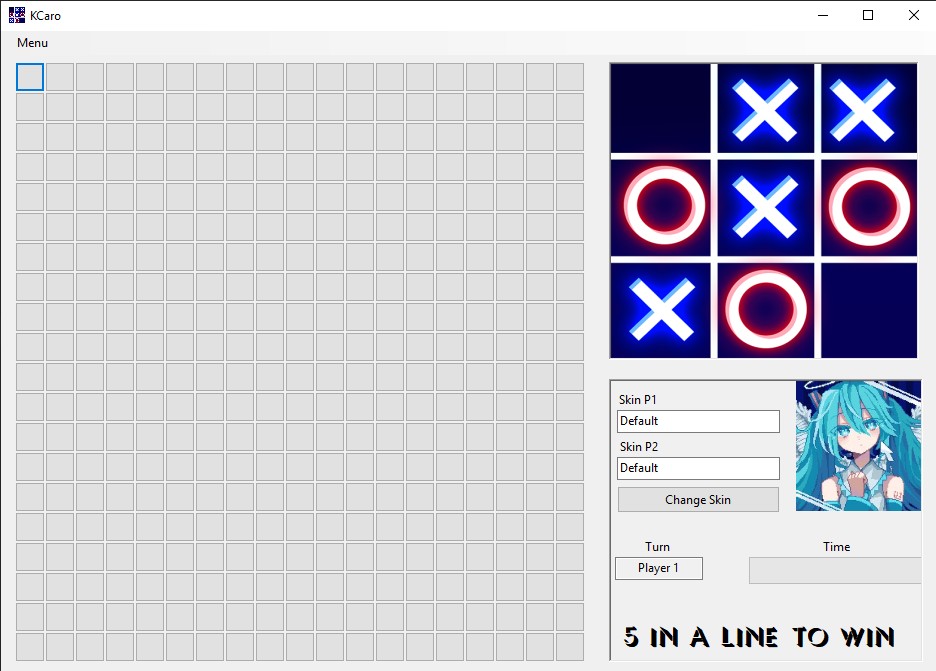 KCaro
Menu
Skin P1
Default
Skin P2
Default
Change Skin
Turn
Time
Player 1
5 IN A LINE TO WIN